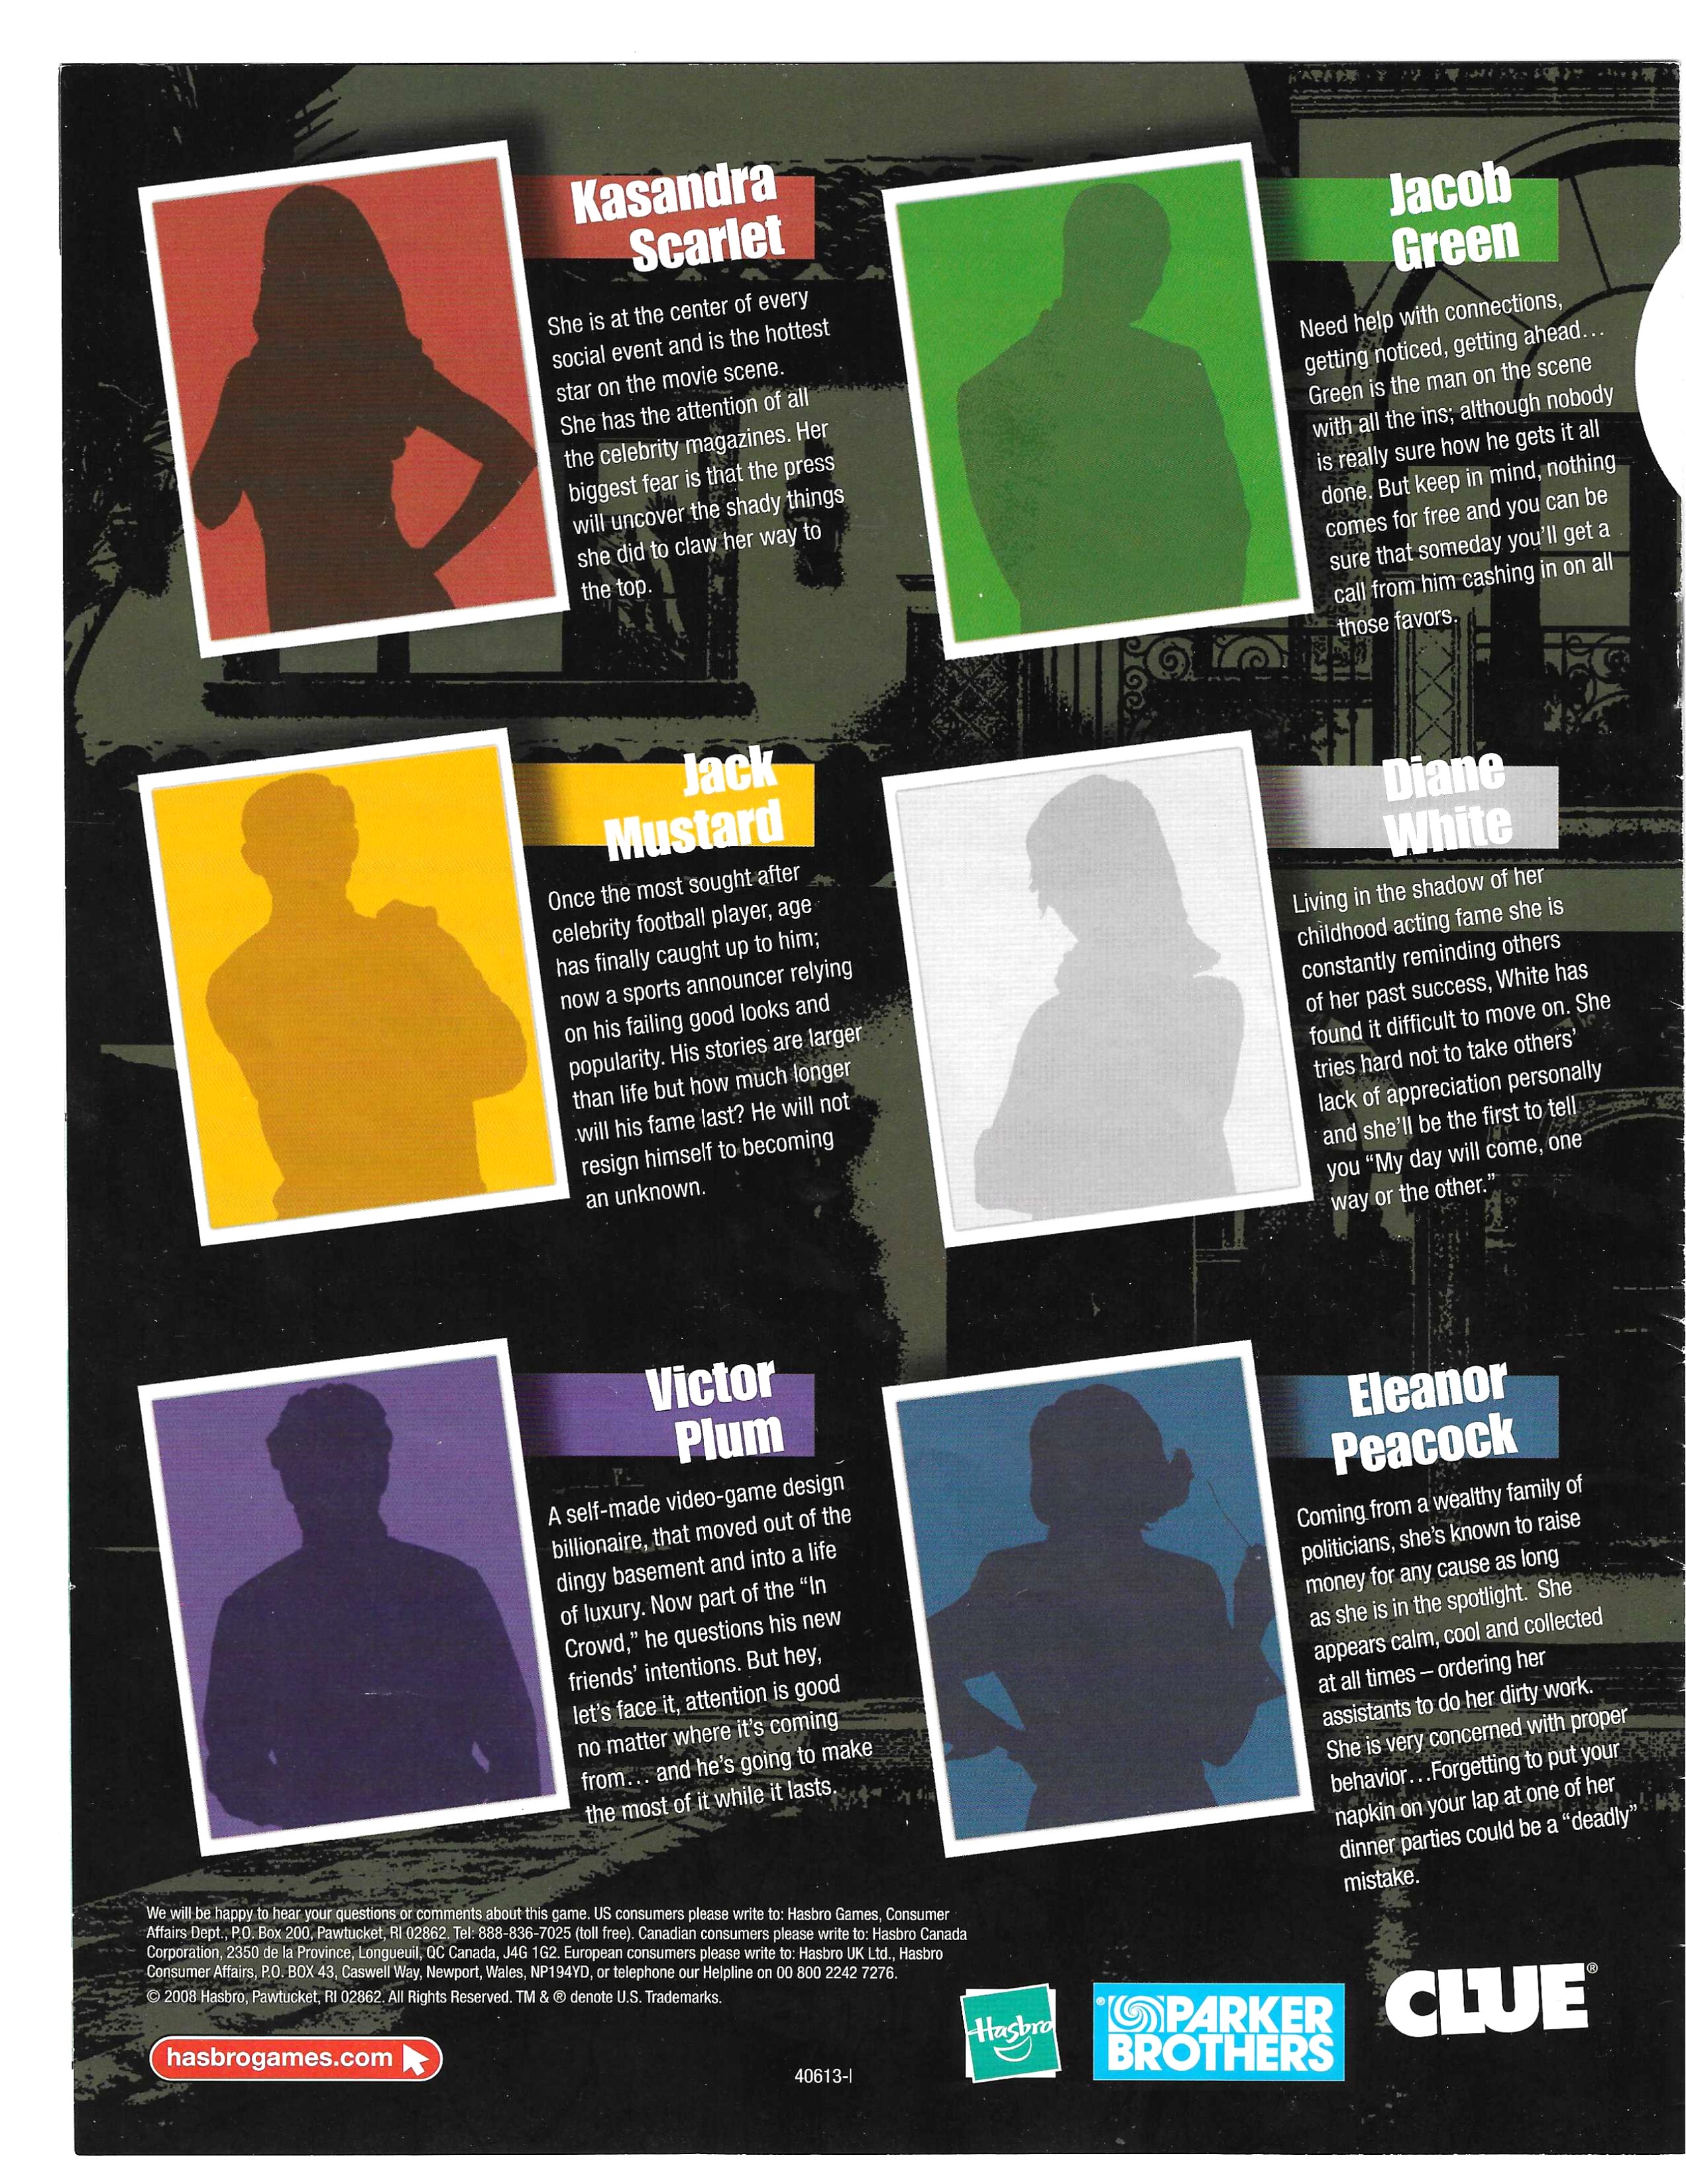 Kasandra
Scarlet
She is at the center of every
social event and is the hottest
star on the movie scene.
She has the attention of all
the celebrity magazines. Her
biggest fear is that the press
will uncover the shady things
she did to claw her way to
the top.
Jacob
Green
Need help with connections,
getting noticed, getting ahead…
Green is the man on the scene
with all the ins; although nobody
is really sure how he gets it all
done. But keep in mind, nothing
comes for free and you can be
sure that someday you'll get a
call from him cashing in on all
those favors.
Jack
Mustard
Once the most sought after
celebrity football player, age
has finally caught up to him;
now a sports announcer relying
on his failing good looks and
popularity. His stories are larger
than life but how much longer
will his fame last? He will not
resign himself to becoming
an unknown.
Diane
White
Living in the shadow of her
childhood acting fame she is
constantly reminding others
of her past success, White has
found it difficult to move on. She
tries hard not to take others'
lack of appreciation personally
and she'll be the first to tell
you “My day will come, one
way or the other.”
Victor
Plum
A self-made video-game design
billionaire, that moved out of the
dingy basement and into a life
of luxury. Now part of the “In
Crowd,” he questions his new
friends' intentions. But hey,
let's face it, attention is good
no matter where it's coming
from… and he's going to make
the most of it while it lasts.
Eleanor
Peacock
Coming from a wealthy family of
politicians, she's known to raise
money for any cause as long
as she is in the spotlight. She
appears calm, cool and collected
at all times – ordering her
assistants to do her dirty work.
She is very concerned with proper
behavior…Forgetting to put your
napkin on your lap at one of her
dinner parties could be a “deadly”
mistake.
We will be happy to hear your questions or comments about this game. US consumers please write to: Hasbro Games, Consumer
Affairs Dept., P.O. Box 200, Pawtucket, RI 02862. Tel: 888-836-7025 (toll free). Canadian consumers please write to: Hasbro Canada
Corporation, 2350 de la Province, Longueuil, QC Canada, J4G 1G2. European consumers please write to: Hasbro UK Ltd., Hasbro
Consumer Affairs, P.O. BOX 43, Caswell Way, Newport, Wales, NP194YD, or telephone our Helpline on 00 800 2242 7276.
© 2008 Hasbro, Pawtucket, RI 02862. All Rights Reserved. TM & ® denote U.S. Trademarks.
hasbrogames.com
40613-I
Hasbro
®PARKER
BROTHERS
CLUE®